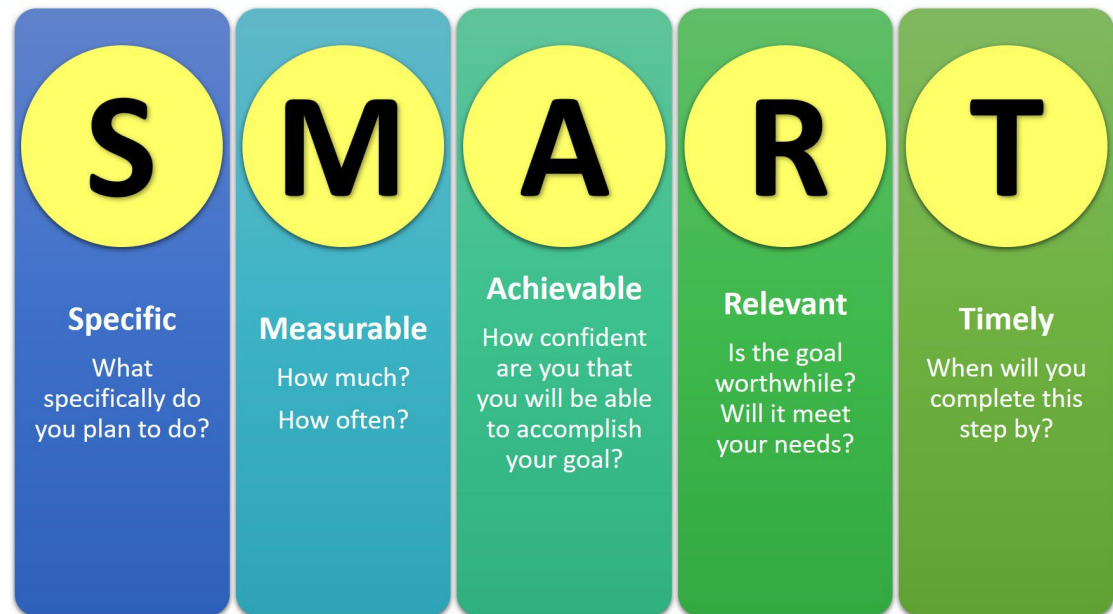 S
Specific
What
specifically do
you plan to do?
M
Measurable
How much?
How often?
A
Achievable
How confident
are you that
you will be able
to accomplish
your goal?
R
Relevant
Is the goal
worthwhile?
Will it meet
your needs?
T
Timely
When will you
complete this
step by?